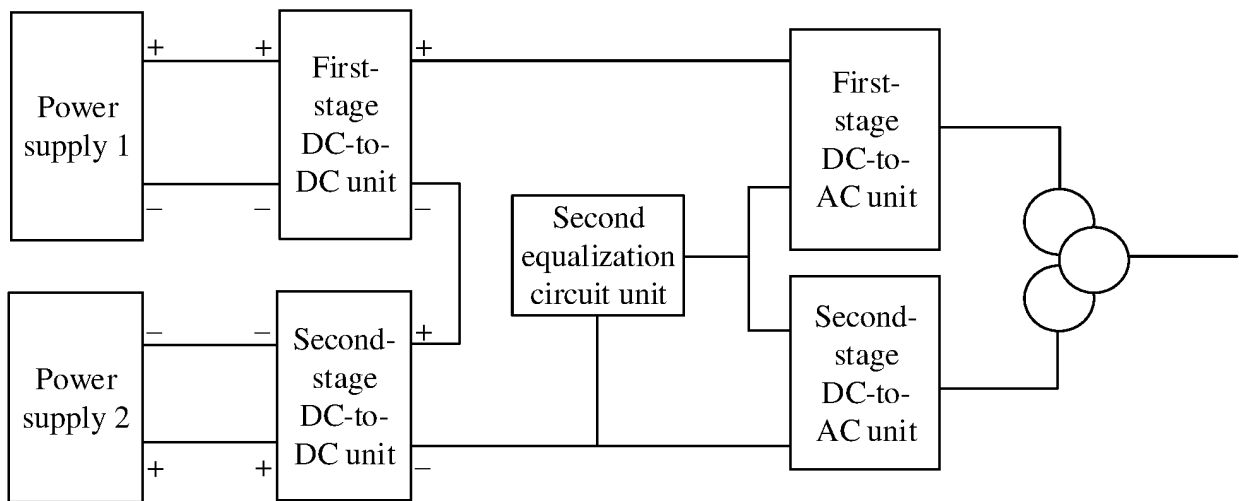 Power
supply 1
+
–
+
–
First-
stage
DC-to-
DC unit
+
–
First-
stage
DC-to-
AC unit
Second
equalization
circuit unit
Power
supply 2
–
+
–
+
Second-
stage
DC-to-
DC unit
+
–
Second-
stage
DC-to-
AC unit